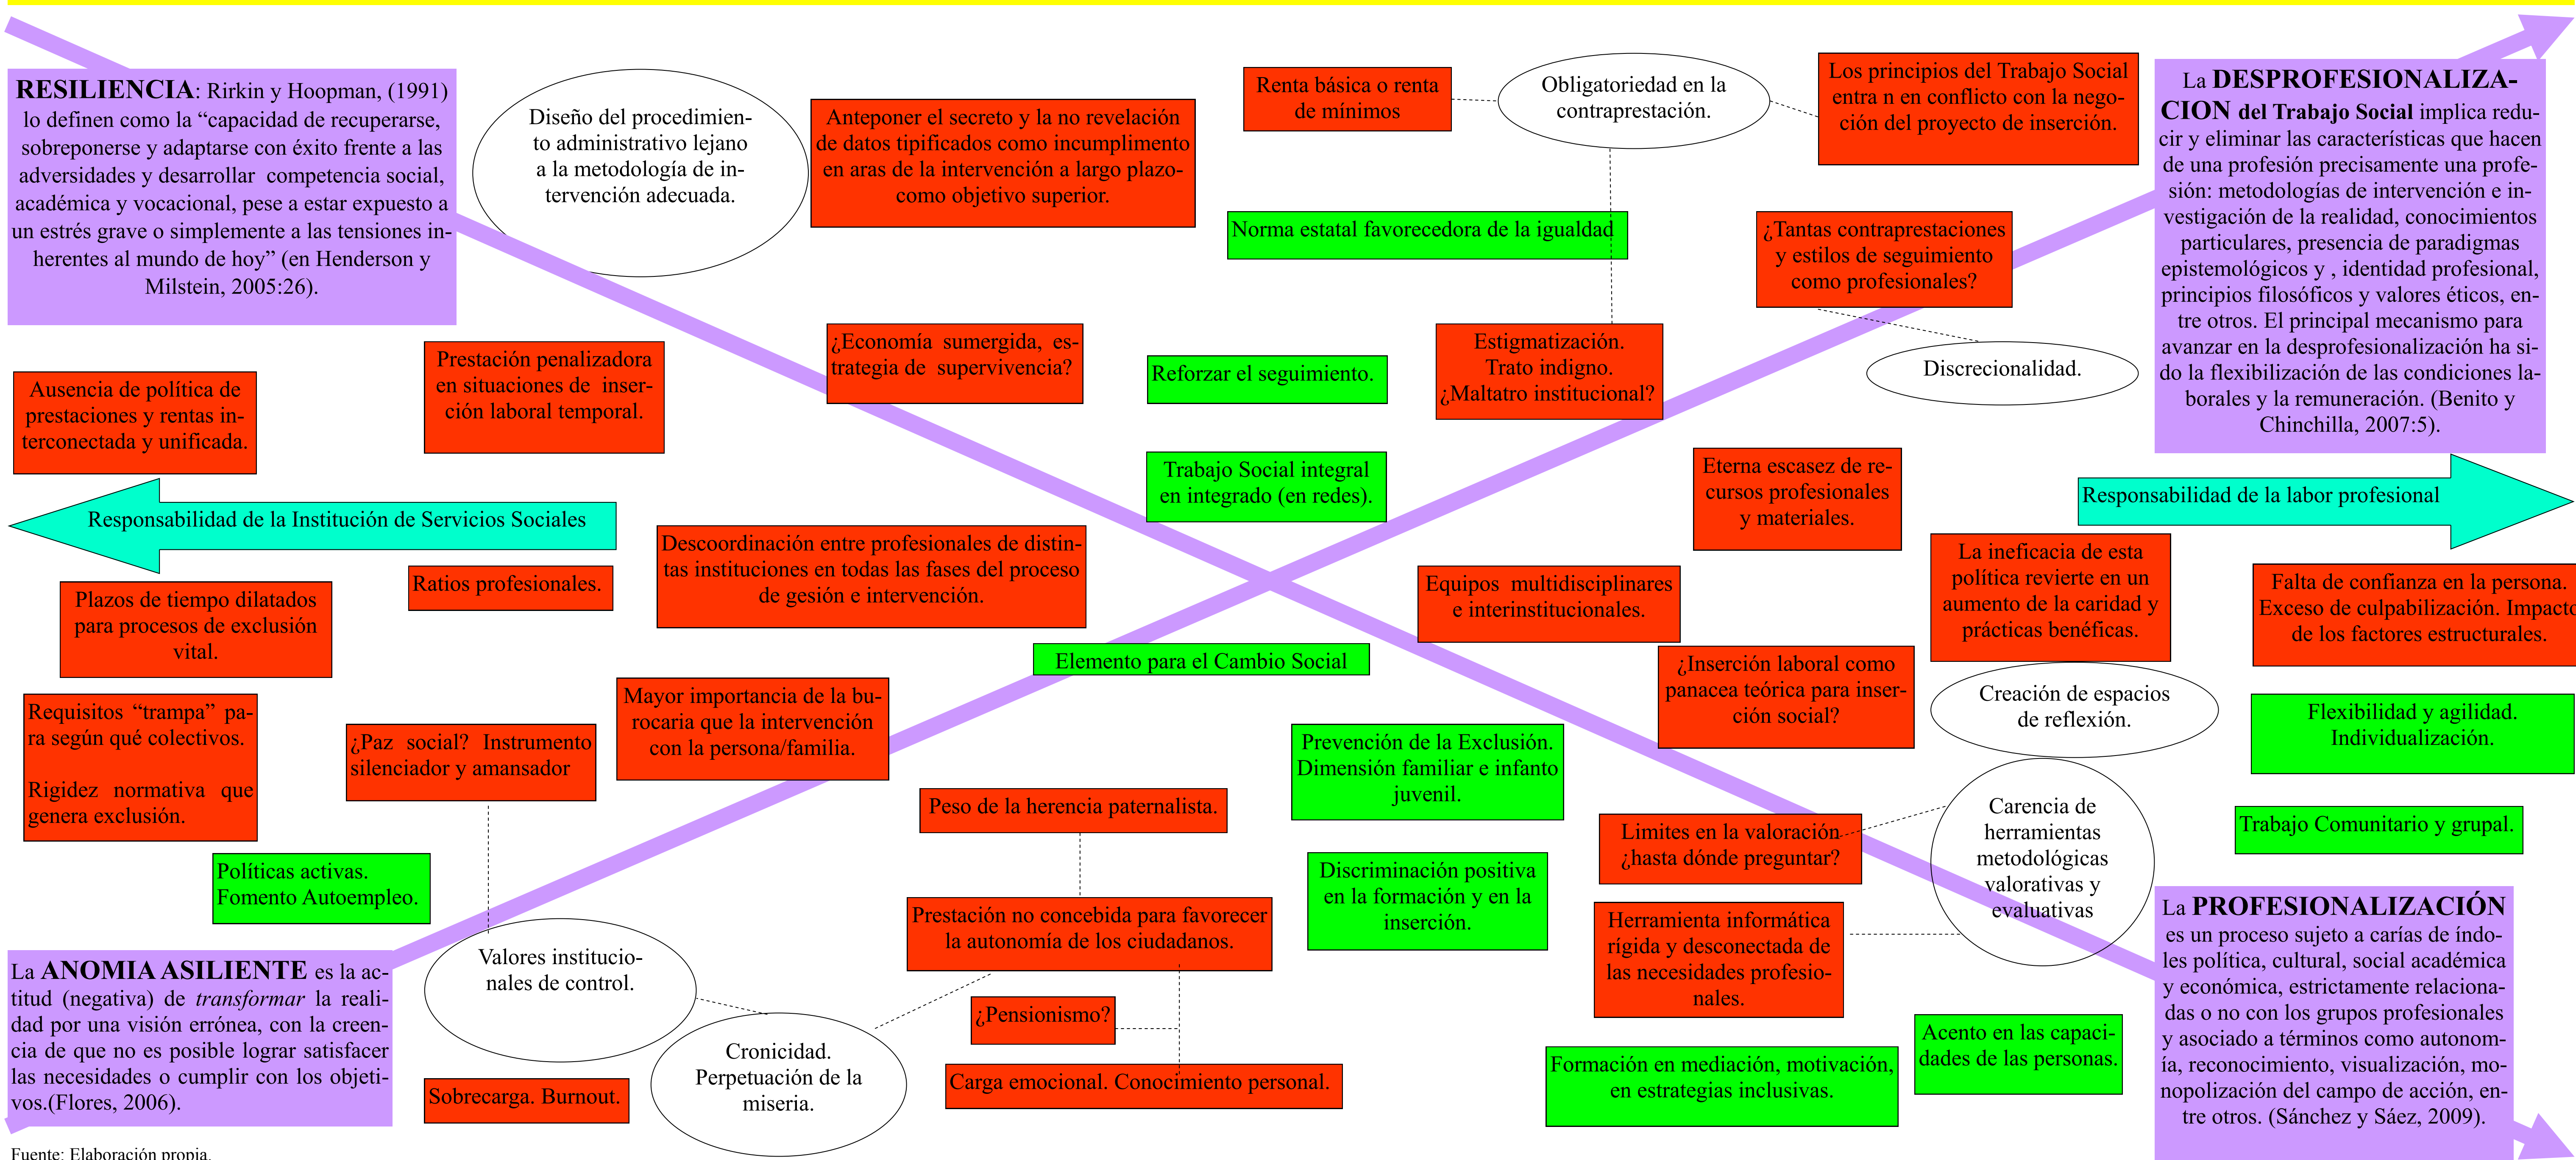 RESILIENCIA: Rirkin y Hoopman, (1991)
lo definen como la “capacidad de recuperarse,
sobreponerse y adaptarse con éxito frente a las
adversidades y desarrollar competencia social,
académica y vocacional, pese a estar expuesto a
un estrés grave o simplemente a las tensiones in-
herentes al mundo de hoy” (en Henderson y
Milstein, 2005:26).
Diseño del procedimien-
to administrativo lejano
a la metodología de in-
tervención adecuada.
Anteponer el secreto y la no revelación
de datos tipificados como incumplimento
en aras de la intervención a largo plazo-
como objetivo superior.
Renta básica o renta
de mínimos
Obligatoriedad en la
contraprestación.
Los principios del Trabajo Social
entra n en conflicto con la nego-
ción del proyecto de inserción.
La DESPROFESIONALIZA-
CION del Trabajo Social implica redu-
cir y eliminar las características que hacen
de una profesión precisamente una profe-
sión: metodologías de intervención e in-
vestigación de la realidad, conocimientos
particulares, presencia de paradigmas
epistemológicos y , identidad profesional,
principios filosóficos y valores éticos, en-
tre otros. El principal mecanismo para
avanzar en la desprofesionalización ha si-
do la flexibilización de las condiciones la-
borales y la remuneración. (Benito y
Chinchilla, 2007:5).
Norma estatal favorecedora de la igualdad
¿Tantas contraprestaciones
y estilos de seguimiento
como profesionales?
Ausencia de política de
prestaciones y rentas in-
terconectada y unificada.
Prestación penalizadora
en situaciones de inser-
ción laboral temporal.
¿Economía sumergida, es-
trategia de supervivencia?
Reforzar el seguimiento.
Estigmatización.
Trato indigno.
¿Maltatro institucional?
Discrecionalidad.
Trabajo Social integral
en integrado (en redes).
Eterna escasez de re-
cursos profesionales
y materiales.
Responsabilidad de la Institución de Servicios Sociales
Responsabilidad de la labor profesional
Descoordinación entre profesionales de distin-
tas instituciones en todas las fases del proceso
de gesión e intervención.
Ratios profesionales.
Plazos de tiempo dilatados
para procesos de exclusión
vital.
Equipos multidisciplinares
e interinstitucionales.
La ineficacia de esta
política revierte en un
aumento de la caridad y
prácticas benéficas.
Falta de confianza en la persona.
Exceso de culpabilización. Impacto
de los factores estructurales.
Elemento para el Cambio Social
¿Inserción laboral como
panacea teórica para inser-
ción social?
Creación de espacios
de reflexión.
Requisitos “trampa” pa-
ra según qué colectivos.
Rigidez normativa que
genera exclusión.
¿Paz social? Instrumento
silenciador y amansador
Mayor importancia de la bu-
rocaria que la intervención
con la persona/familia.
Prevención de la Exclusión.
Dimensión familiar e infanto
juvenil.
Flexibilidad y agilidad.
Individualización.
Peso de la herencia paternalista.
Limites en la valoración
¿hasta dónde preguntar?
Carencia de
herramientas
metodológicas
valorativas y
evaluativas
Trabajo Comunitario y grupal.
Políticas activas.
Fomento Autoempleo.
Discriminación positiva
en la formación y en la
inserción.
Prestación no concebida para favorecer
la autonomía de los ciudadanos.
Herramienta informática
rígida y desconectada de
las necesidades profesio-
nales.
La PROFESIONALIZACIÓN
es un proceso sujeto a carías de índo-
les política, cultural, social académica
y económica, estrictamente relaciona-
das o no con los grupos profesionales
y asociado a términos como autonom-
ía, reconocimiento, visualización, mo-
nopolización del campo de acción, en-
tre otros. (Sánchez y Sáez, 2009).
La ANOMIA ASILIENTE es la ac-
titud (negativa) de transformar la reali-
dad por una visión errónea, con la creen-
cia de que no es posible lograr satisfacer
las necesidades o cumplir con los objeti-
vos.(Flores, 2006).
Valores institucio-
nales de control.
¿Pensionismo?
Cronicidad.
Perpetuación de la
miseria.
Sobrecarga. Burnout.
Carga emocional. Conocimiento personal.
Formación en mediación, motivación,
en estrategias inclusivas.
Acento en las capaci-
dades de las personas.
Fuente: Elaboración propia.